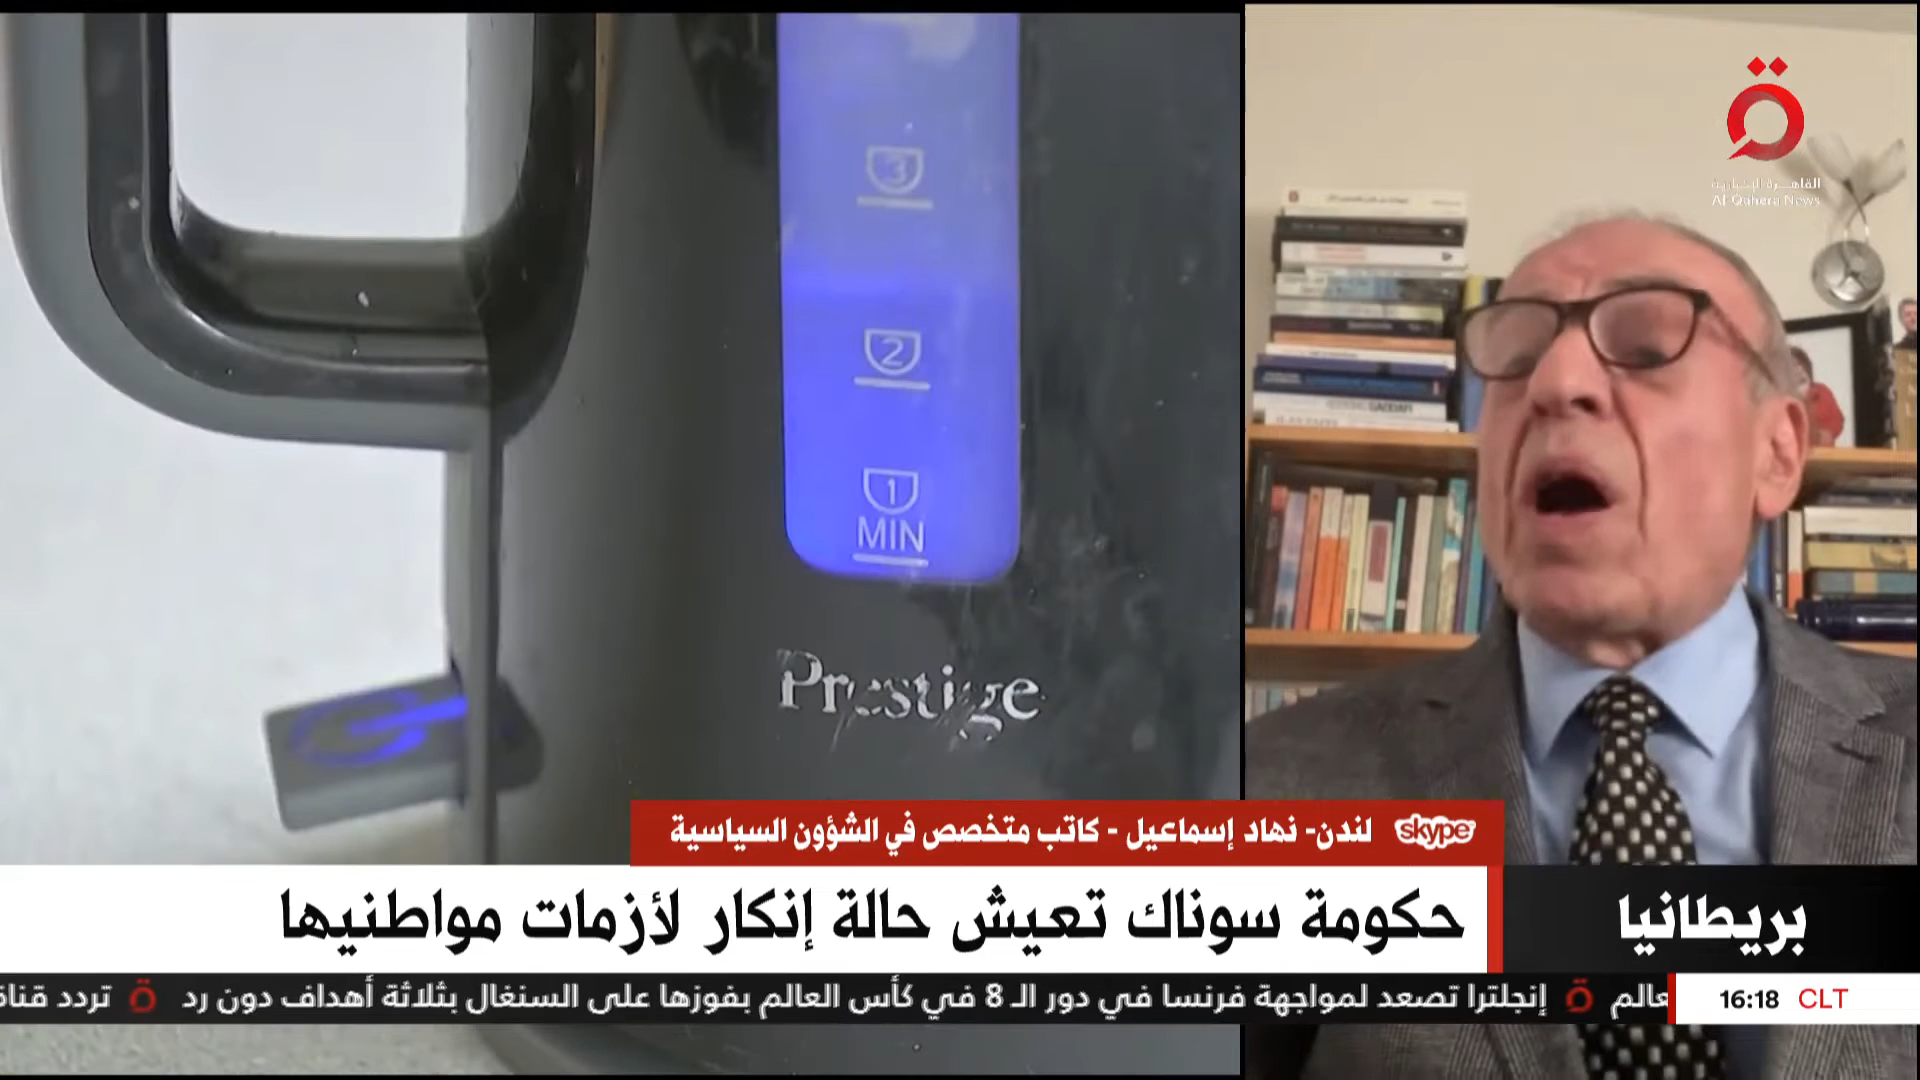 3
2
1
MIN
Prestige
القاهرة الإخبارية
Al Qahera News
GADDAFI
skype لندن- نهاد إسماعيل - كاتب متخصص في الشؤون السياسية
بريطانيا
حكومة سوناك تعيش حالة إنكار لأزمات مواطنيها
16:18 CLT
عالم إنجلترا تصعد لمواجهة فرنسا في دور الـ 8 في كأس العالم بفوزها على السنغال بثلاثة أهداف دون رد تردد قناة